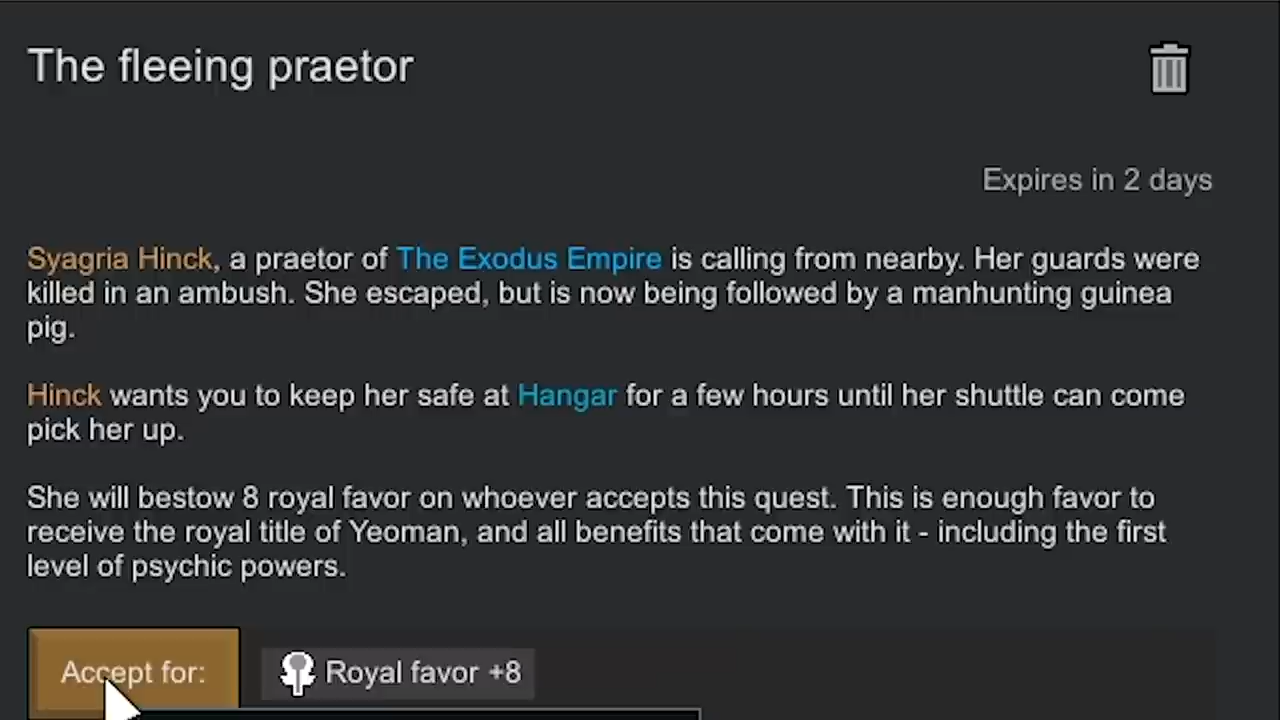 The fleeing praetor
Expires in 2 days
Syagria Hinck, a praetor of The Exodus Empire is calling from nearby. Her guards were
killed in an ambush. She escaped, but is now being followed by a manhunting guinea
pig.
Hinck wants you to keep her safe at Hangar for a few hours until her shuttle can come
pick her up.
She will bestow 8 royal favor on whoever accepts this quest. This is enough favor to
receive the royal title of Yeoman, and all benefits that come with it - including the first
level of psychic powers.
Accept for:
Royal favor +8